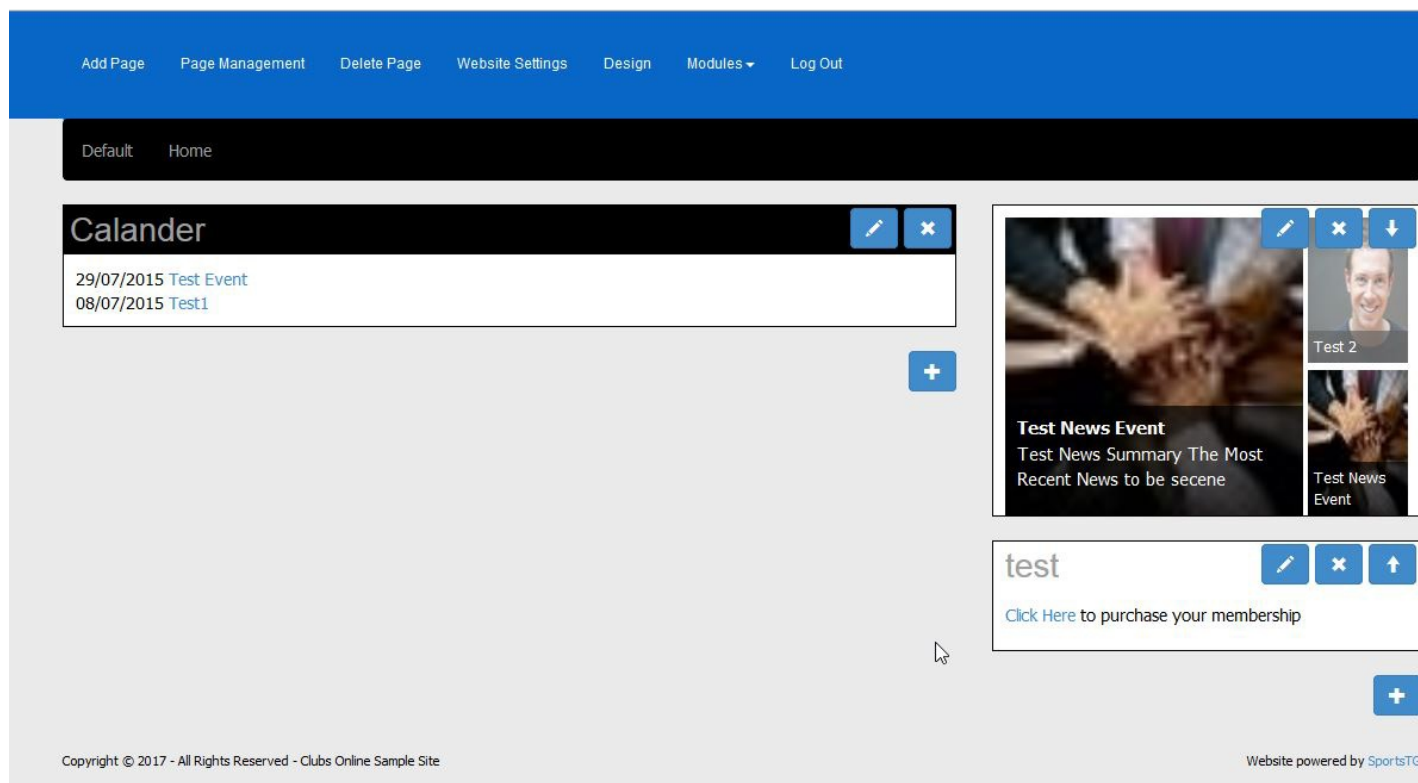 Add Page Page Management Delete Page Website Settings Design Modules Log Out
Default Home
Calander
29/07/2015 Test Event
08/07/2015 Test1
Test 2
Test News Event
Test News Summary The Most
Recent News to be secene
Test News
Event
test
Click Here to purchase your membership
Copyright © 2017 - All Rights Reserved - Clubs Online Sample Site
Website powered by SportsTG